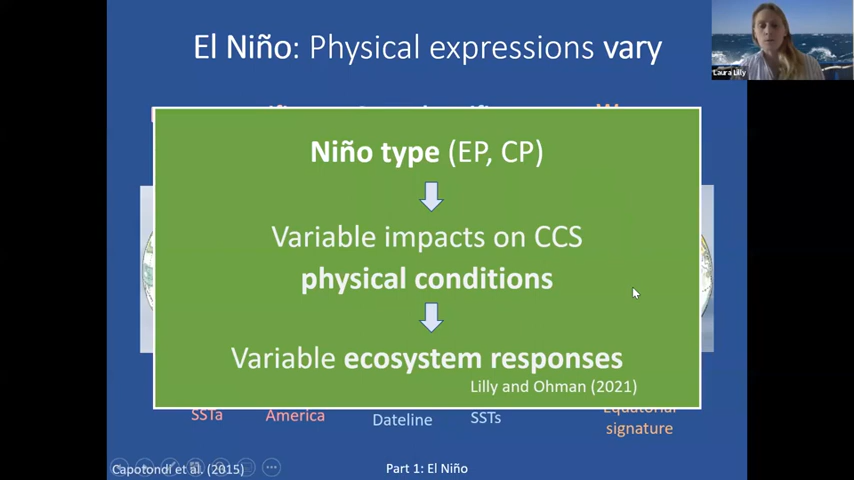 El Niño: Physical expressions vary
Laura Lilly
Niño type (EP, CP)
Variable impacts on CCS
physical conditions
Variable ecosystem responses
Lilly and Ohman (2021)
SSTa
America
Dateline
SSTs
Equatorial
signature
Capotondi et al. (2015)
Part 1: El Niño